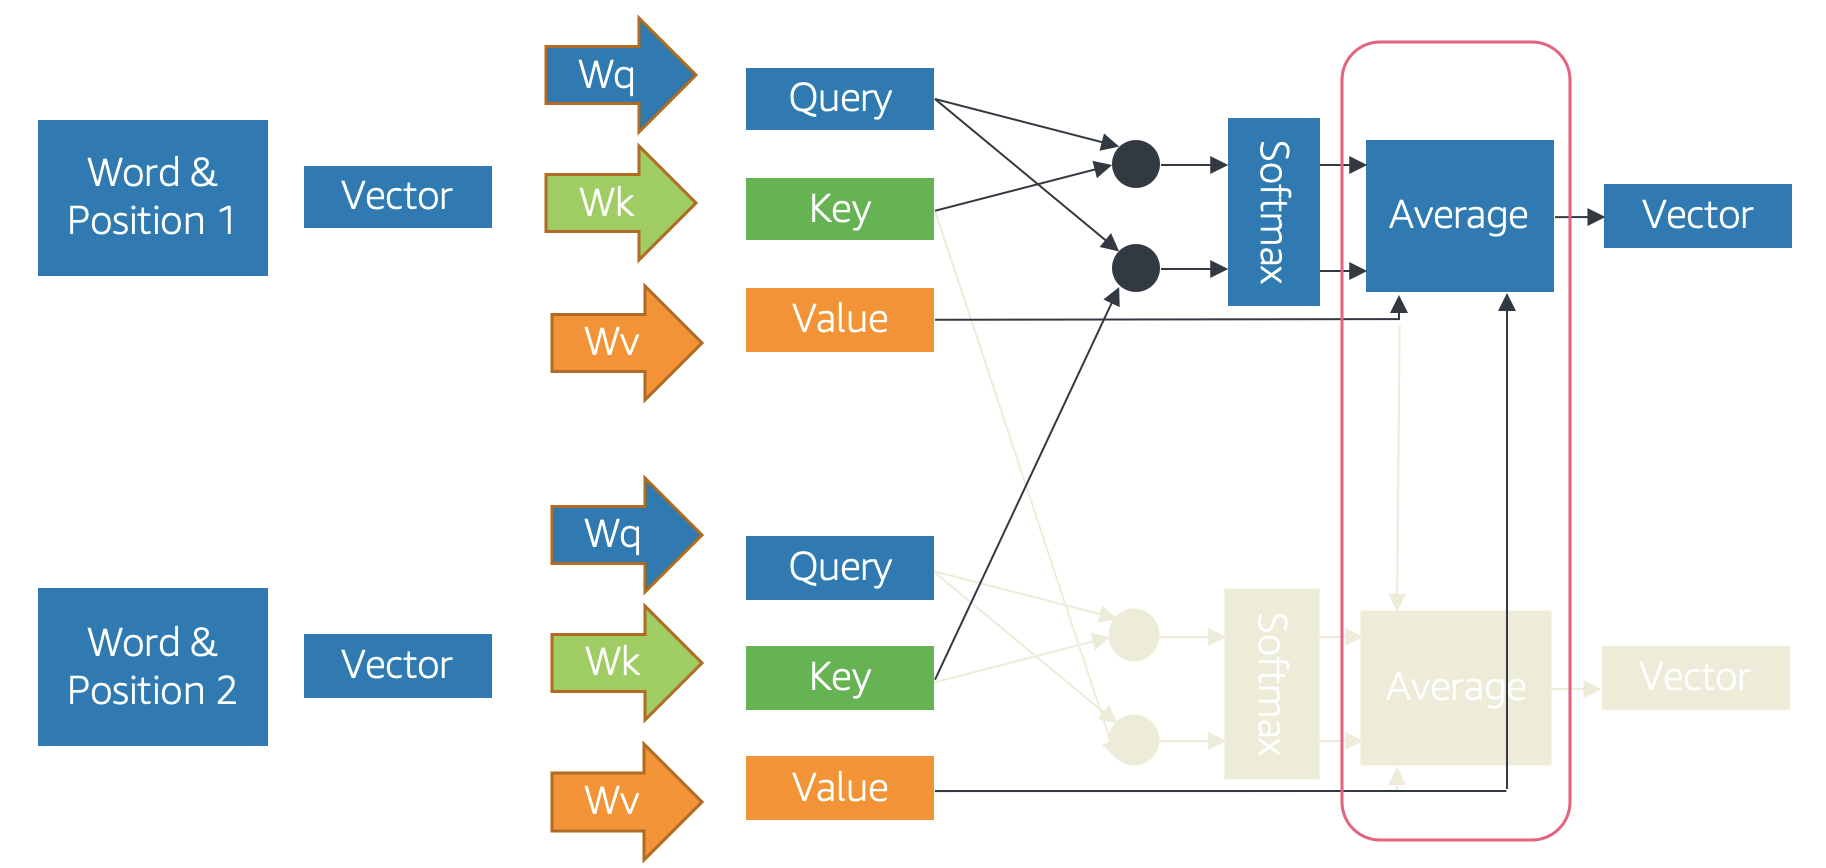 Wq
Query
Word &
Position 1
Vector
Wk
Key
Softmax
Average
Vector
Value
Wv
Wq
Query
Word &
Position 2
Vector
Wk
Key
Softmax
Average
Vector
Value
Wv